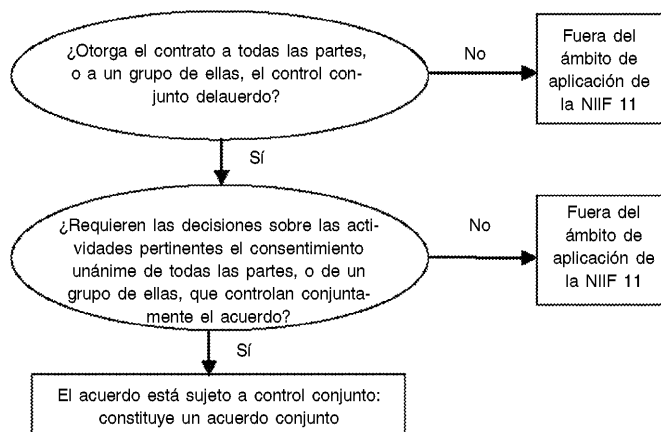 ¿Otorga el contrato a todas las partes,
o a un grupo de ellas, el control con-
junto delauerdo?
No
Fuera del
ámbito de
aplicación de
la NIIF 11
Sí
¿Requieren las decisiones sobre las acti-
vidades pertinentes el consentimiento
unánime de todas las partes, o de un
grupo de ellas, que controlan conjunta-
mente el acuerdo?
No
Fuera del
ámbito de
aplicación de
la NIIF 11
Sí
El acuerdo está sujeto a control conjunto:
constituye un acuerdo conjunto